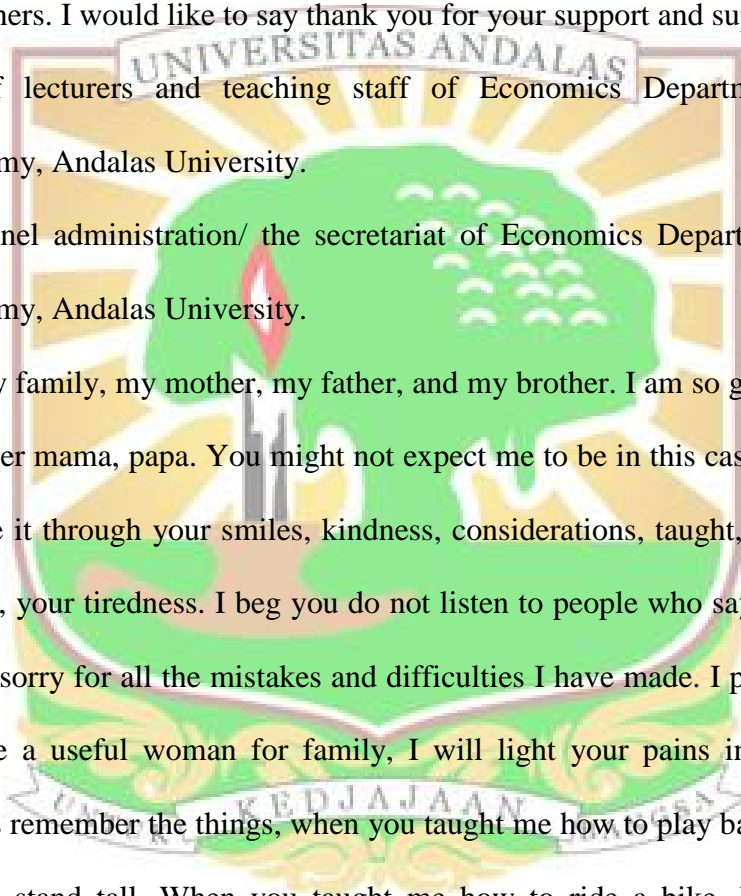 ners. I would like to say thank you for your support and sup
UNIVERSITAS ANDALAS
f lecturers and teaching staff of Economics Departm
my, Andalas University.
nel administration/ the secretariat of Economics Depart
my, Andalas University.
y family, my mother, my father, and my brother. I am so g
er mama, papa. You might not expect me to be in this cas
e it through your smiles, kindness, considerations, taught,
, your tiredness. I beg you do not listen to people who say
sorry for all the mistakes and difficulties I have made. I p
e a useful woman for family, I will light your pains in
UNTUK KEDJAJAAN BANGSA
s remember the things, when you taught me how to play ba
stand tall. When you taught me how to ride a bike.